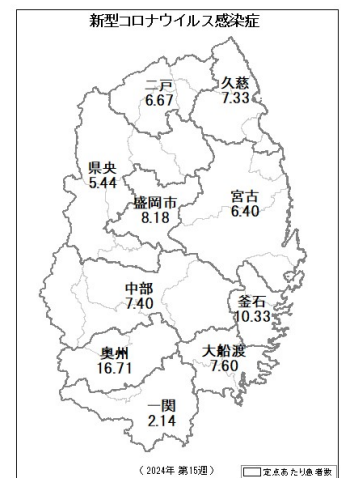 新型コロナウイルス感染症
二戸
6.67
久慈
7.33
県央
5.44
盛岡市
8.18
宮古
6.40
中部
7.40
釜石
10.33
奥州
16.71
大船渡
7.60
一関
2.14
(2024年 第15週)
定点あたり患者数